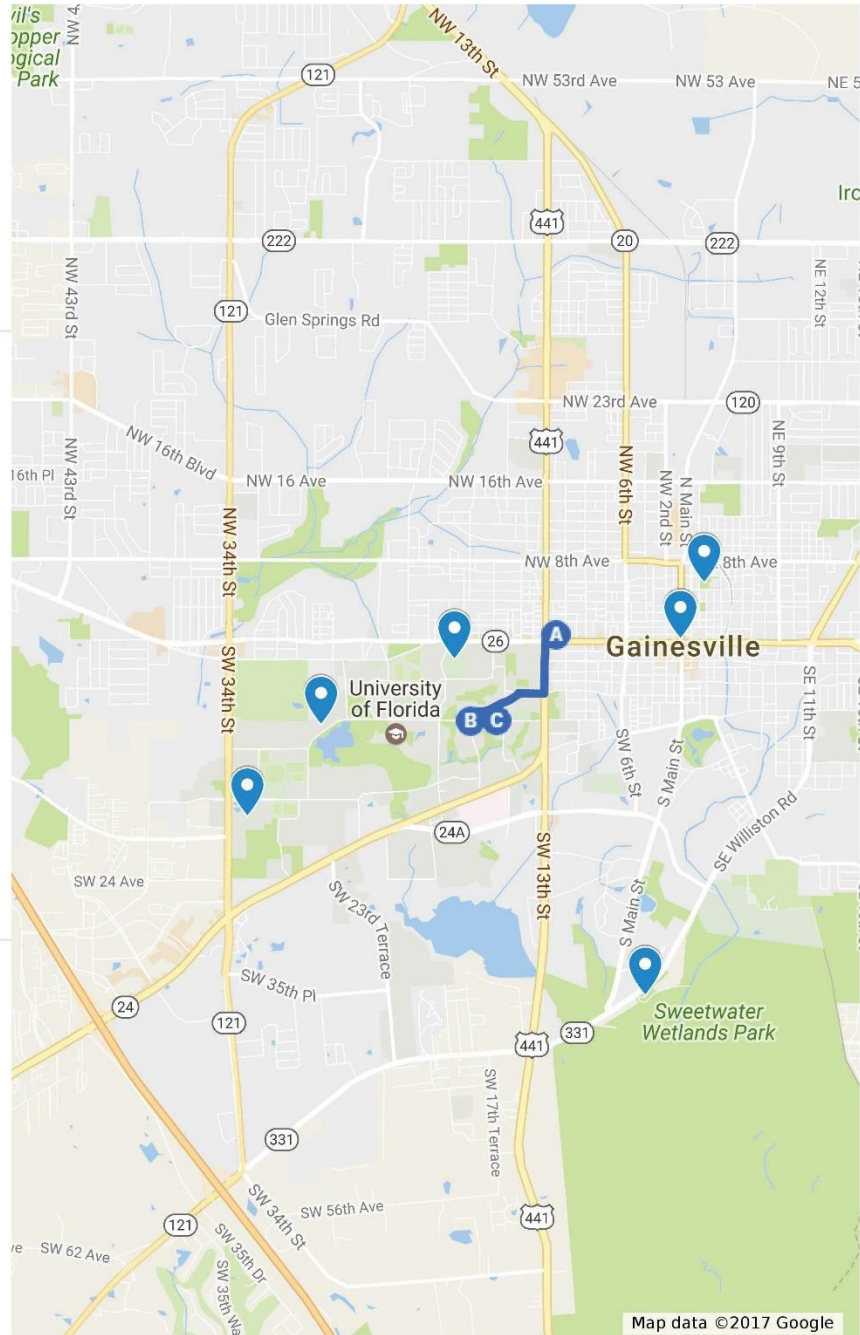 vil's
opper
ogical
Park
NW 4
NW 13th St
121
NW 53rd Ave
NW 53 Ave
NE 5
441
Iro
222
20
222
NW 43rd St
121
Glen Springs Rd
NE 12th St
NW 23rd Ave
120
441
NW 16th Blvd
NW 6th St
NE 9th St
16th Pl
NW 43rd St
NW 16 Ave
NW 16th Ave
NW 2nd St
N Main St
NW 34th St
NW 8th Ave
8th Ave
26
A
Gainesville
SW 34th St
University
of Florida
B
C
SE 11th St
SW 6th St
S Main St
24A
SE Williston Rd
SW 13th St
SW 24 Ave
SW 23rd Terrace
S Main St
SW 35th Pl
24
121
Sweetwater
Wetlands Park
331
441
SW 17th Terrace
331
SW 34th St
SW 56th Ave
121
441
ve
SW 62 Ave
SW 35th Dr
SW 35th Wa
Map data ©2017 Google